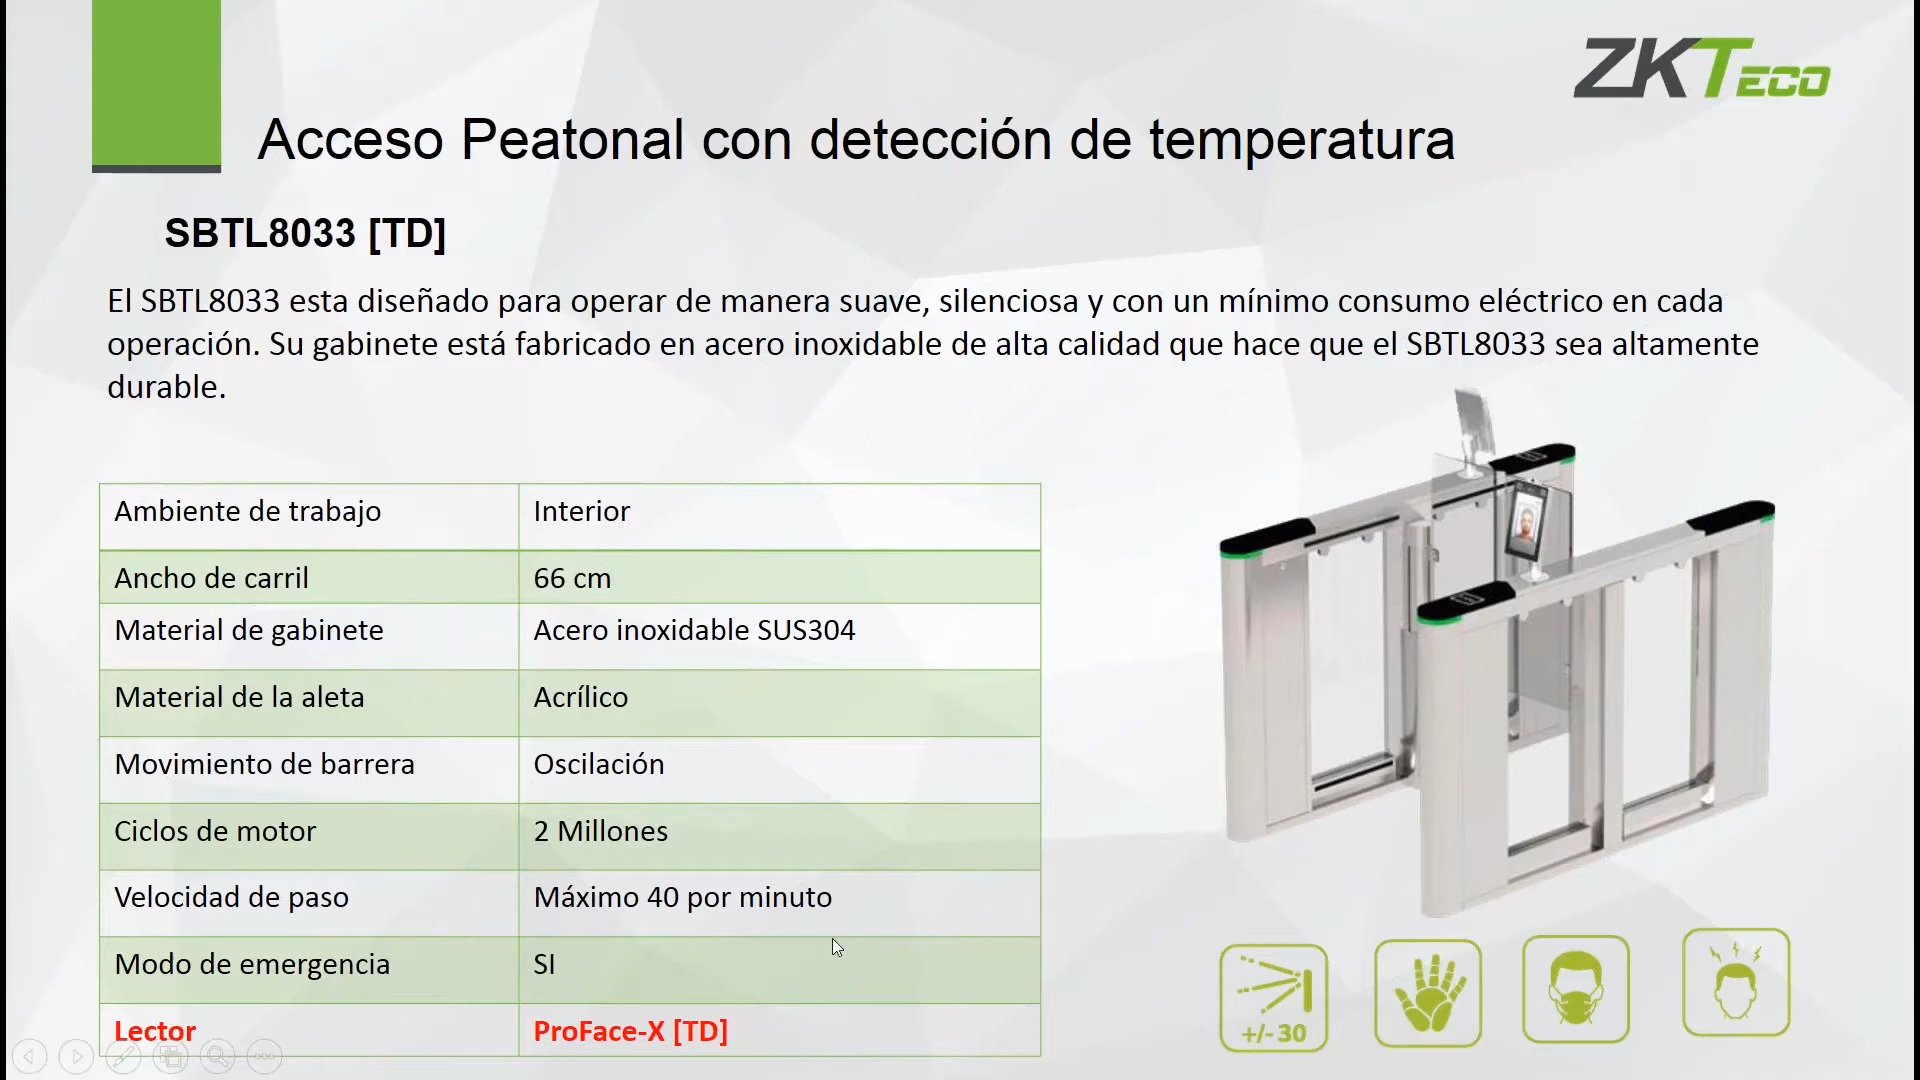 ZKTECO
Acceso Peatonal con detección de temperatura
SBTL8033 [TD]
El SBTL8033 esta diseñado para operar de manera suave, silenciosa y con un mínimo consumo eléctrico en cada
operación. Su gabinete está fabricado en acero inoxidable de alta calidad que hace que el SBTL8033 sea altamente
durable.
Ambiente de trabajo Interior
Ancho de carril 66 cm
Material de gabinete Acero inoxidable SUS304
Material de la aleta Acrílico
Movimiento de barrera Oscilación
Ciclos de motor 2 Millones
Velocidad de paso Máximo 40 por minuto
Modo de emergencia SI
Lector ProFace-X [TD]
+/- 30